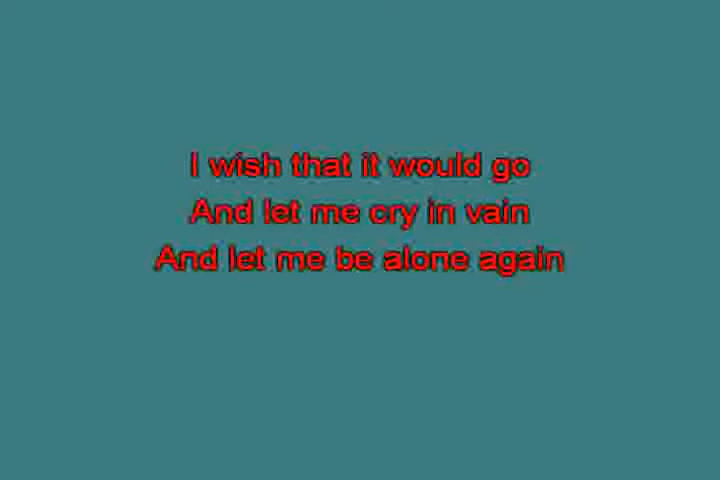 I wish that it would go
And let me cry in vain
And let me be alone again